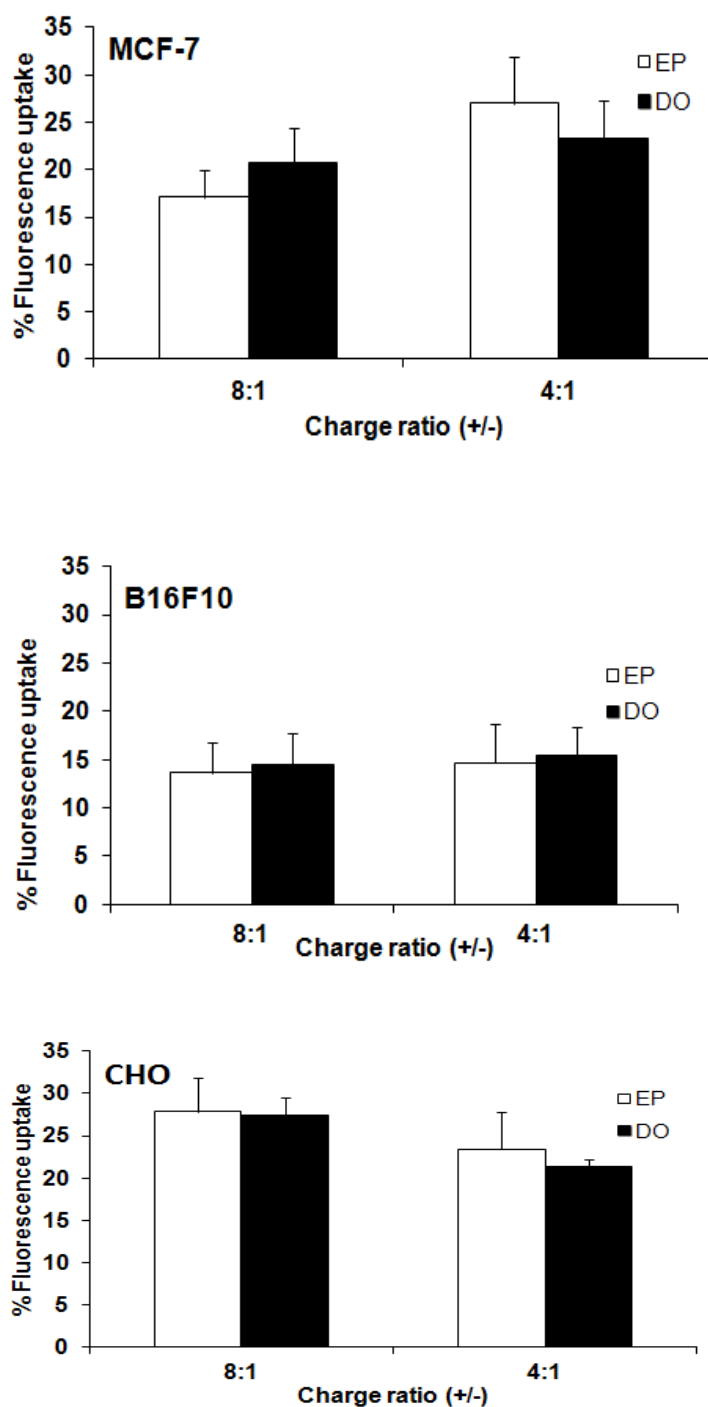 35
MCF-7
30
EP
25
DO
20
15
10
5
0
% Fluorescence uptake
8:1
4:1
Charge ratio (+/-)
35
B16F10
30
25
EP
20
DO
15
10
5
0
% Fluorescence uptake
8:1
4:1
Charge ratio (+/-)
35
CHO
30
EP
25
DO
20
15
10
5
0
% Fluorescence uptake
8:1
4:1
Charge ratio (+/-)